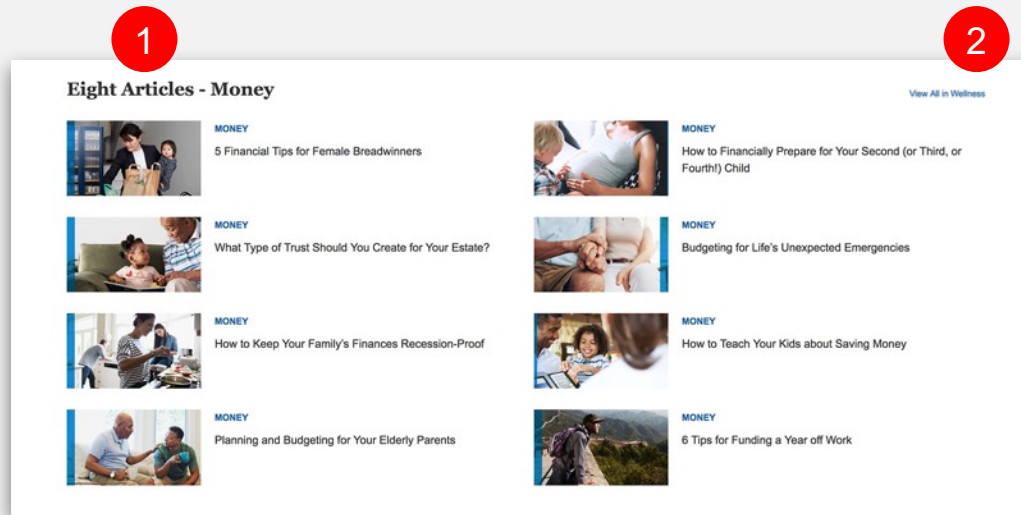 1
2
Eight Articles - Money
View All in Wellness
MONEY
5 Financial Tips for Female Breadwinners
MONEY
How to Financially Prepare for Your Second (or Third, or
Fourth!) Child
MONEY
What Type of Trust Should You Create for Your Estate?
MONEY
Budgeting for Life's Unexpected Emergencies
MONEY
How to Keep Your Family's Finances Recession-Proof
MONEY
How to Teach Your Kids about Saving Money
MONEY
Planning and Budgeting for Your Elderly Parents
MONEY
6 Tips for Funding a Year off Work